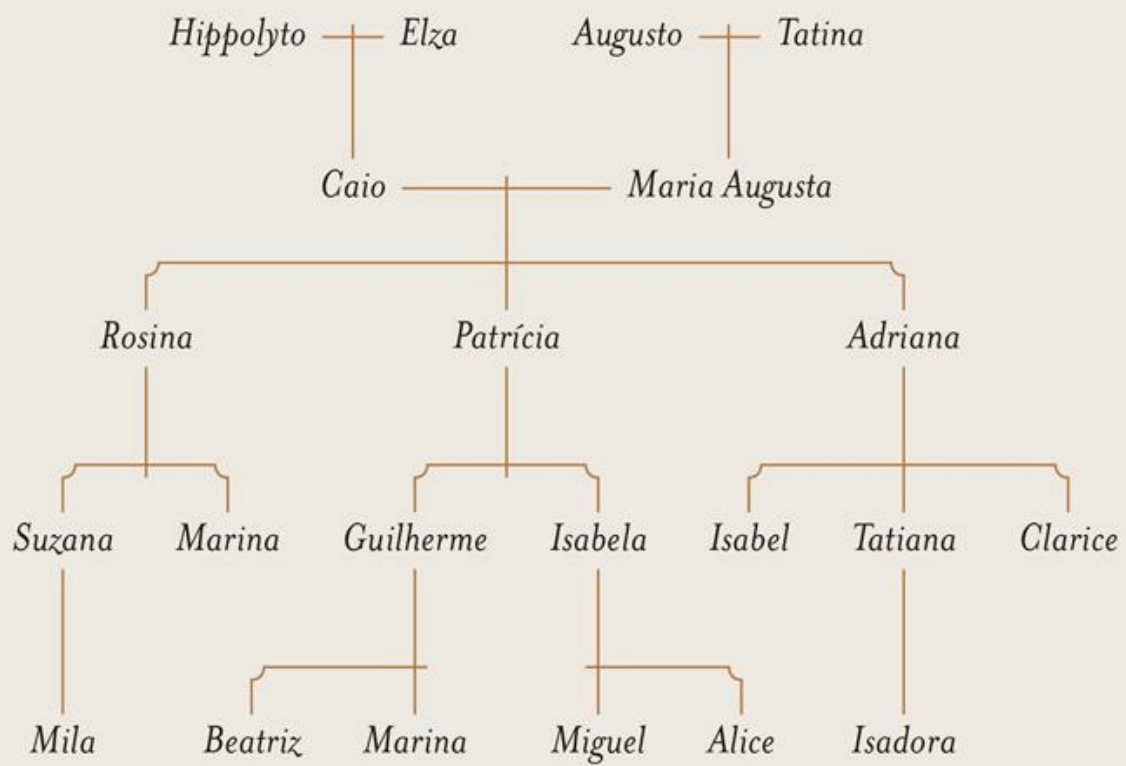 Hippolyto Elza Augusto Tatina
Caio Maria Augusta
Rosina Patrícia Adriana
Suzana Marina Guilherme Isabela Isabel Tatiana Clarice
Mila Beatriz Marina Miguel Alice Isadora